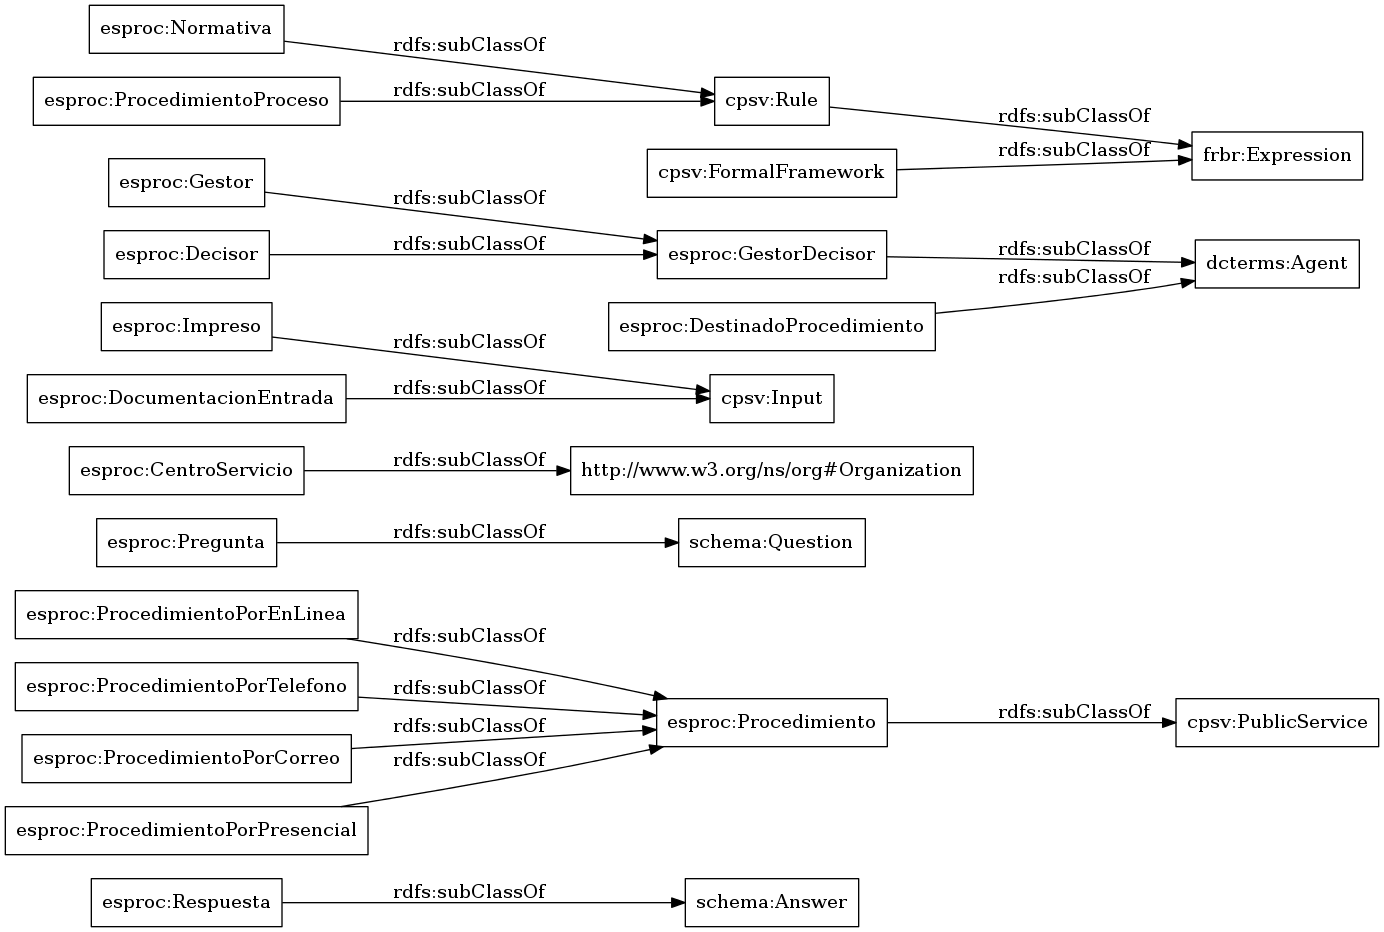 esproc:Normativa
rdfs:subClassOf
esproc:ProcedimientoProceso
rdfs:subClassOf
cpsv:Rule
rdfs:subClassOf
cpsv:FormalFramework
rdfs:subClassOf
frbr:Expression
esproc:Gestor
rdfs:subClassOf
esproc:Decisor
rdfs:subClassOf
esproc:GestorDecisor
rdfs:subClassOf
dcterms:Agent
rdfs:subClassOf
esproc:DestinadoProcedimiento
esproc:Impreso
rdfs:subClassOf
esproc:DocumentacionEntrada
rdfs:subClassOf
cpsv:Input
esproc:CentroServicio
rdfs:subClassOf
http://www.w3.org/ns/org#Organization
esproc:Pregunta
rdfs:subClassOf
schema:Question
esproc:ProcedimientoPorEnLinea
rdfs:subClassOf
esproc:ProcedimientoPorTelefono
rdfs:subClassOf
esproc:ProcedimientoPorCorreo
rdfs:subClassOf
esproc:ProcedimientoPorPresencial
rdfs:subClassOf
esproc:Procedimiento
rdfs:subClassOf
cpsv:PublicService
esproc:Respuesta
rdfs:subClassOf
schema:Answer